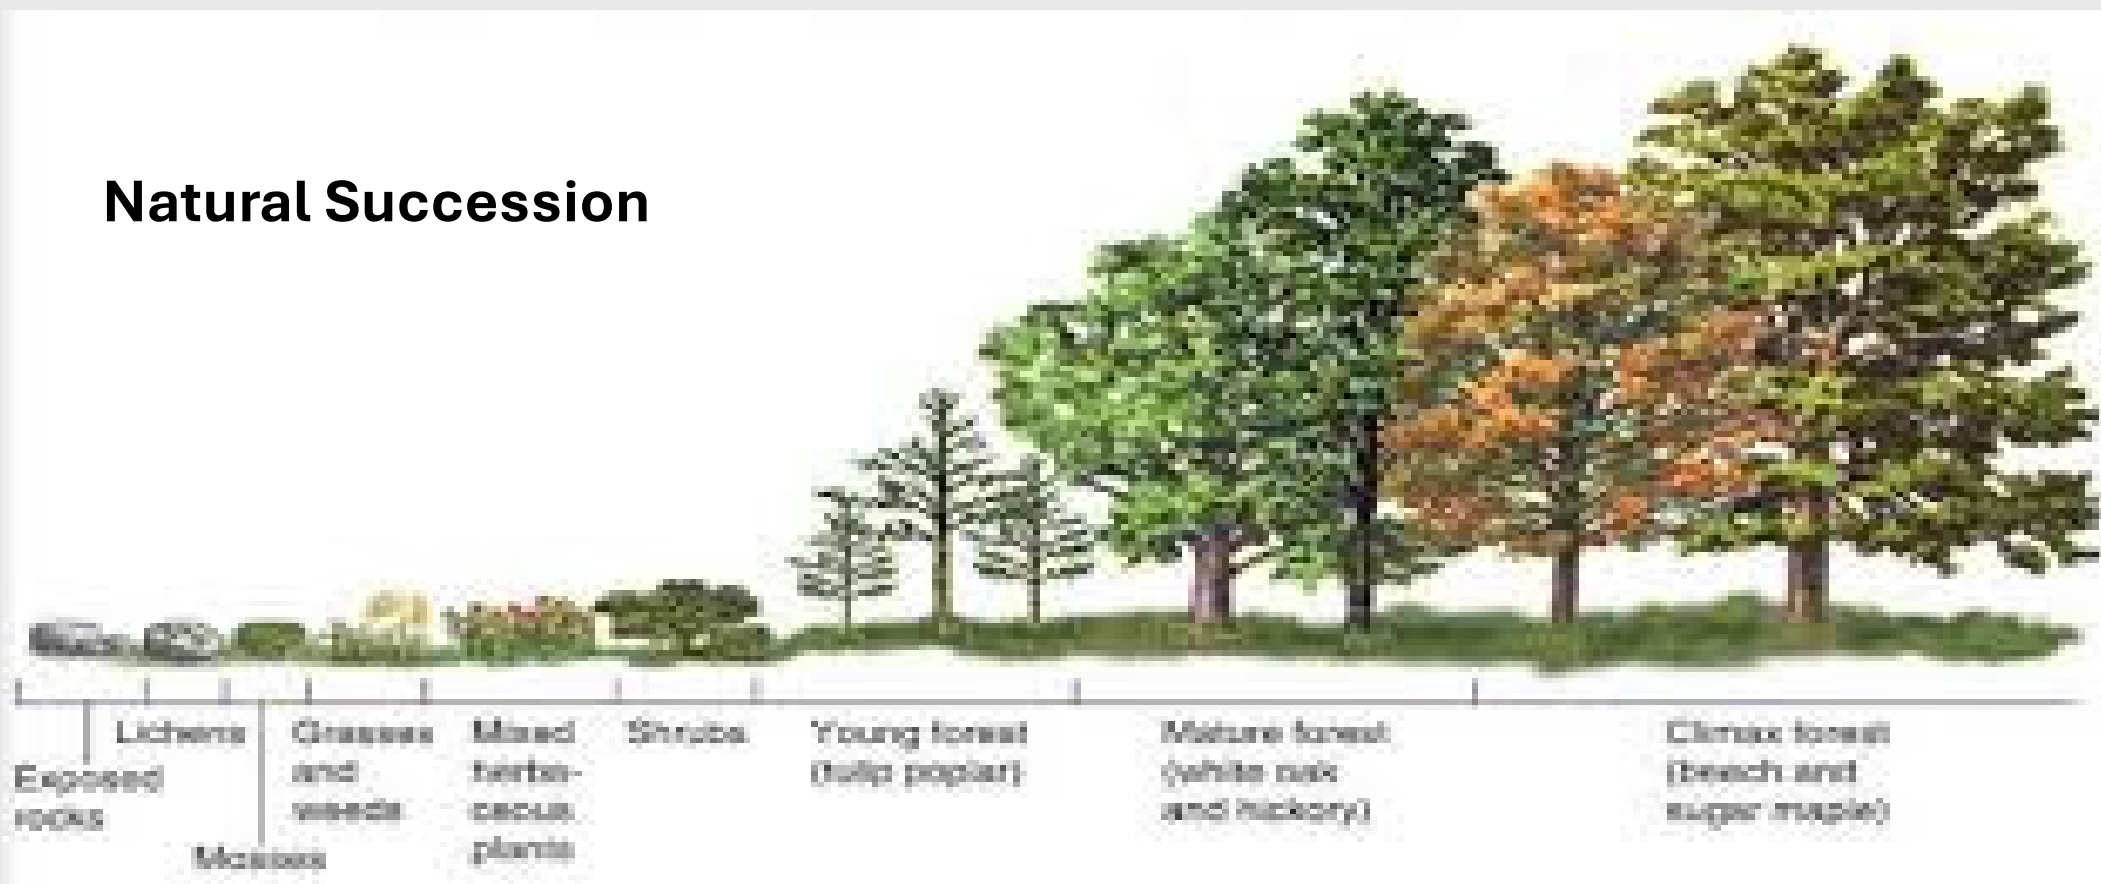 Natural Succession
Exposed
rocks
Lichens
Mosses
Grasses
and
weeds
Mixed
herba-
ceous
plants
Shrubs
Young forest
(tulip poplar)
Mature forest
(white oak
and hickory)
Climax forest
(beech and
sugar maple)